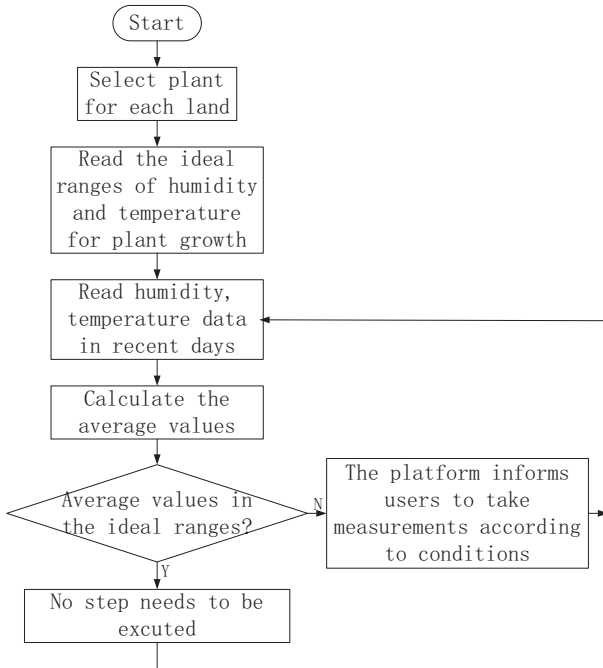 Start
Select plant
for each land
Read the ideal
ranges of humidity
and temperature
for plant growth
Read humidity,
temperature data
in recent days
Calculate the
average values
Average values in
the ideal ranges?
N
The platform informs
users to take
measurements according
to conditions
Y
No step needs to be
excuted